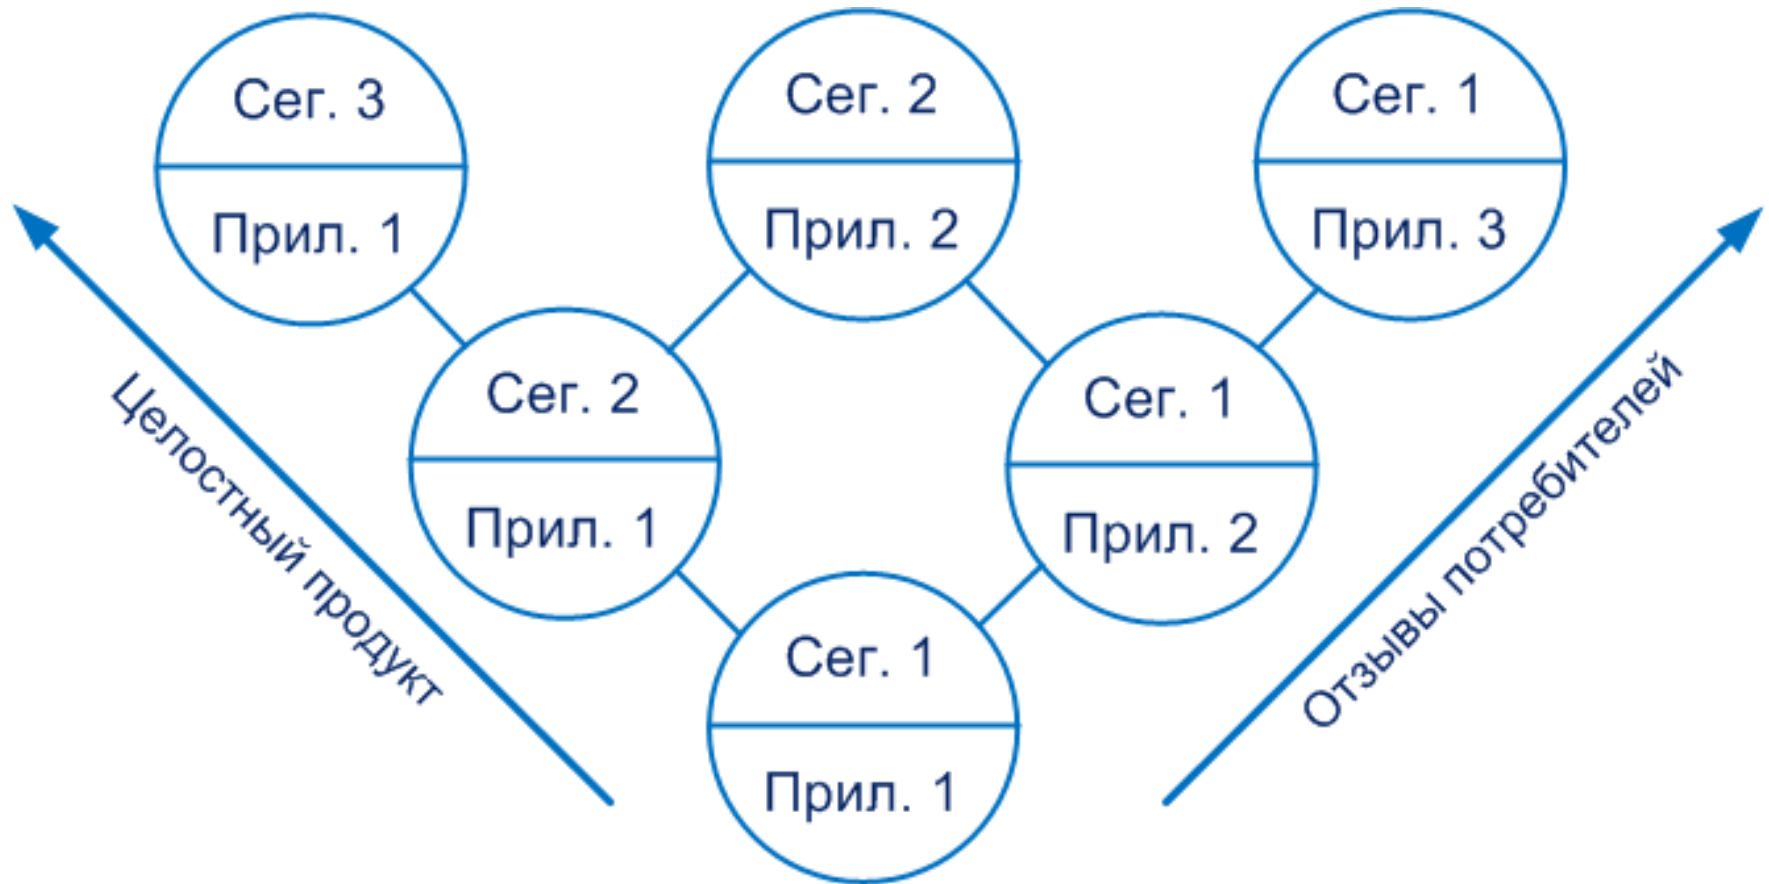 Сег. 3
Прил. 1
Сег. 2
Прил. 2
Сег. 1
Прил. 3
Сег. 2
Прил. 1
Сег. 1
Прил. 2
Сег. 1
Прил. 1
Целостный продукт
Отзывы потребителей